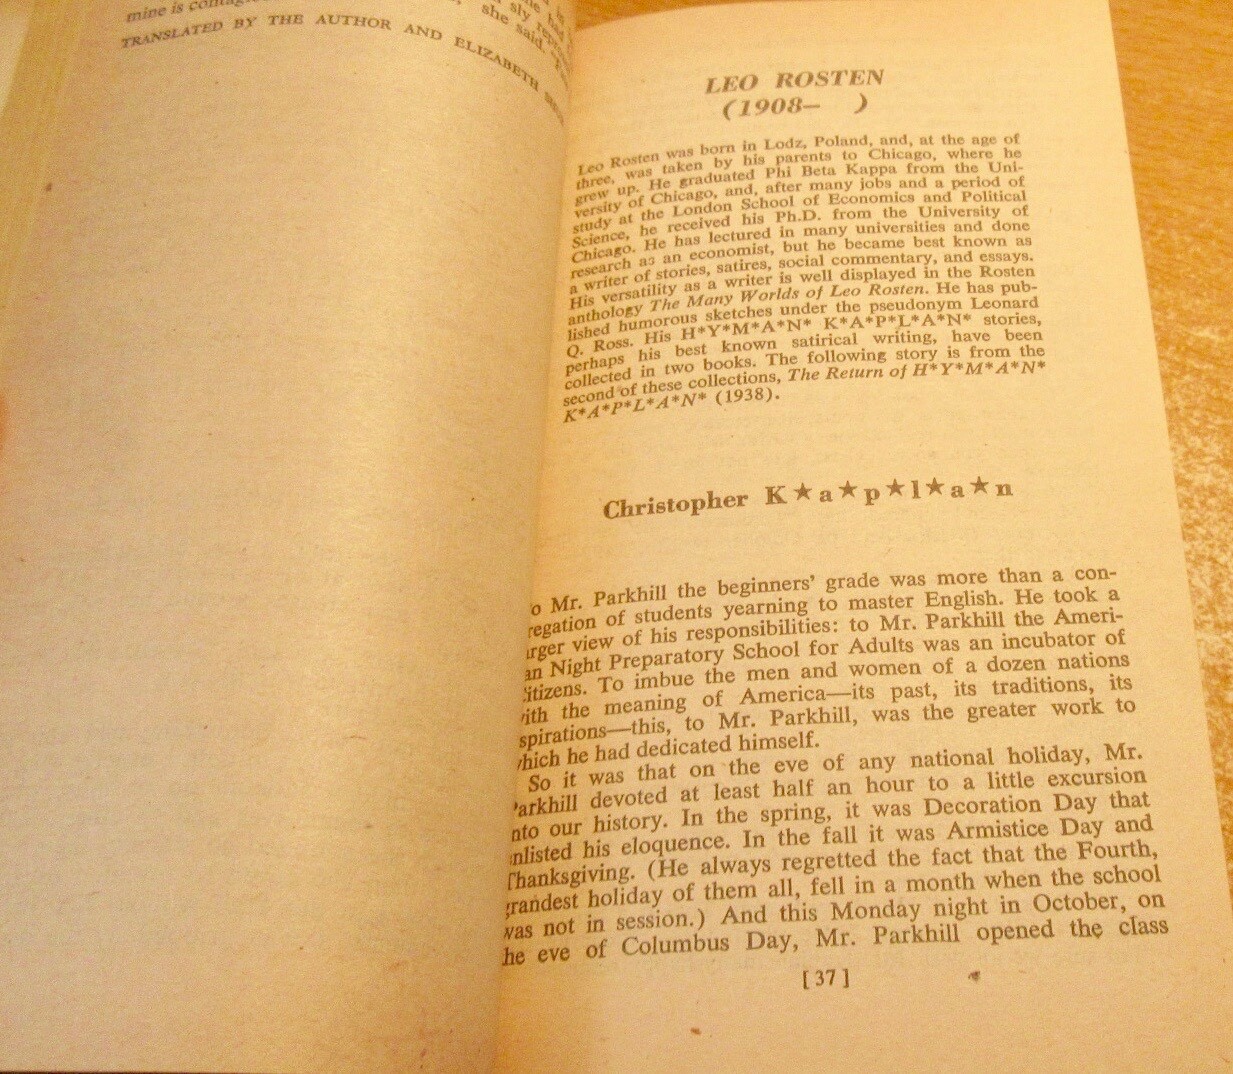 mine is
she said.
TRANSLATED BY THE AUTHOR AND ELIZABETH
LEO ROSTEN
(1908– )
Leo Rosten was born in Lodz, Poland, and, at the age of
three, was taken by his parents to Chicago, where he
grew up. He graduated Phi Beta Kappa from the Uni-
versity of Chicago, and, after many jobs and a period of
study at the London School of Economics and Political
Science, he received his Ph.D. from the University of
Chicago. He has lectured in many universities and done
research as an economist, but he became best known as
a writer of stories, satires, social commentary, and essays.
His versatility as a writer is well displayed in the Rosten
anthology The Many Worlds of Leo Rosten. He has pub-
lished humorous sketches under the pseudonym Leonard
Q. Ross. His H*Y*M*A*N* K*A*P*L*A*N* stories,
perhaps his best known satirical writing, have been
collected in two books. The following story is from the
second of these collections, The Return of H*Y*M*A*N*
K*A*P*L*A*N* (1938).
Christopher K★a★p★l★a★n
o Mr. Parkhill the beginners' grade was more than a con-
regation of students yearning to master English. He took a
rger view of his responsibilities: to Mr. Parkhill the Ameri-
an Night Preparatory School for Adults was an incubator of
itizens. To imbue the men and women of a dozen nations
ith the meaning of America—its past, its traditions, its
spirations—this, to Mr. Parkhill, was the greater work to
hich he had dedicated himself.
So it was that on the eve of any national holiday, Mr.
arkhill devoted at least half an hour to a little excursion
nto our history. In the spring, it was Decoration Day that
nlisted his eloquence. In the fall it was Armistice Day and
Thanksgiving. (He always regretted the fact that the Fourth,
grandest holiday of them all, fell in a month when the school
was not in session.) And this Monday night in October, on
he eve of Columbus Day, Mr. Parkhill opened the class
[37]